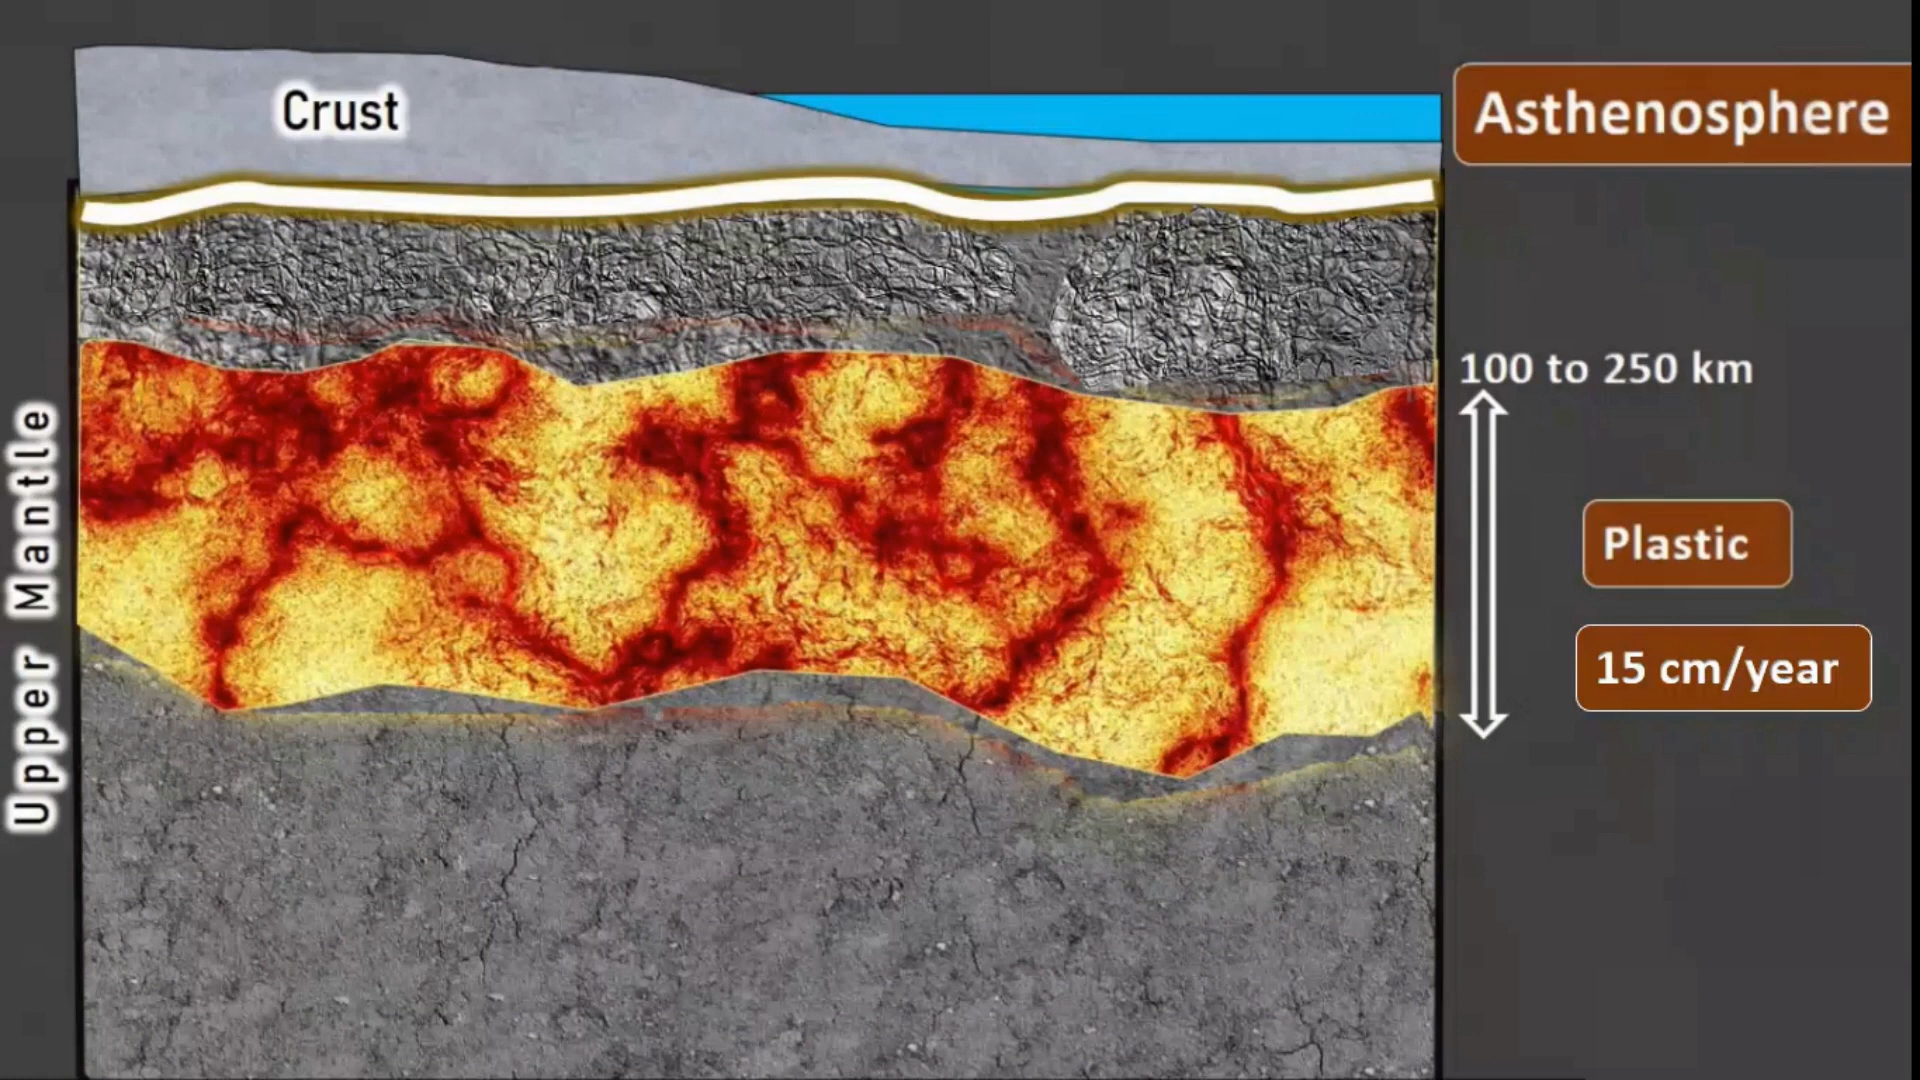 Crust
Asthenosphere
100 to 250 km
Upper Mantle
Plastic
15 cm/year